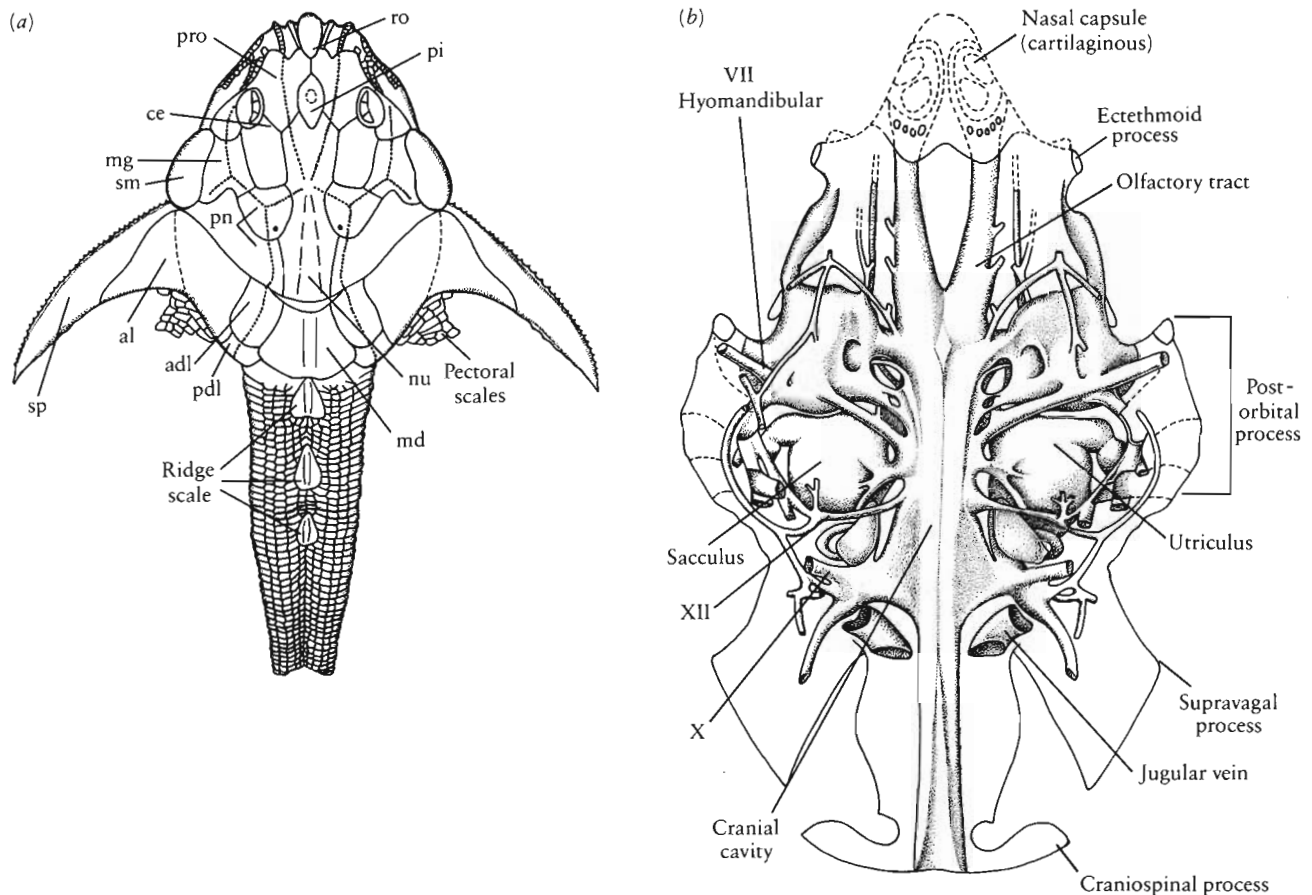 (a)
ro
pro
pi
ce
mg
sm
pn
al
adl
pdl
sp
nu
Pectoral
scales
md
Ridge
scale
(b)
Nasal capsule
(cartilaginous)
VII
Hyomandibular
Ectethmoid
process
Olfactory tract
Post-
orbital
process
Sacculus
Utriculus
XII
X
Supravagal
process
Jugular vein
Cranial
cavity
Craniospinal process